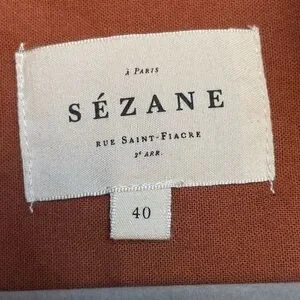 À PARIS
SÉZANE
RUE SAINT-FIACRE
2ᵉ ARR.
40